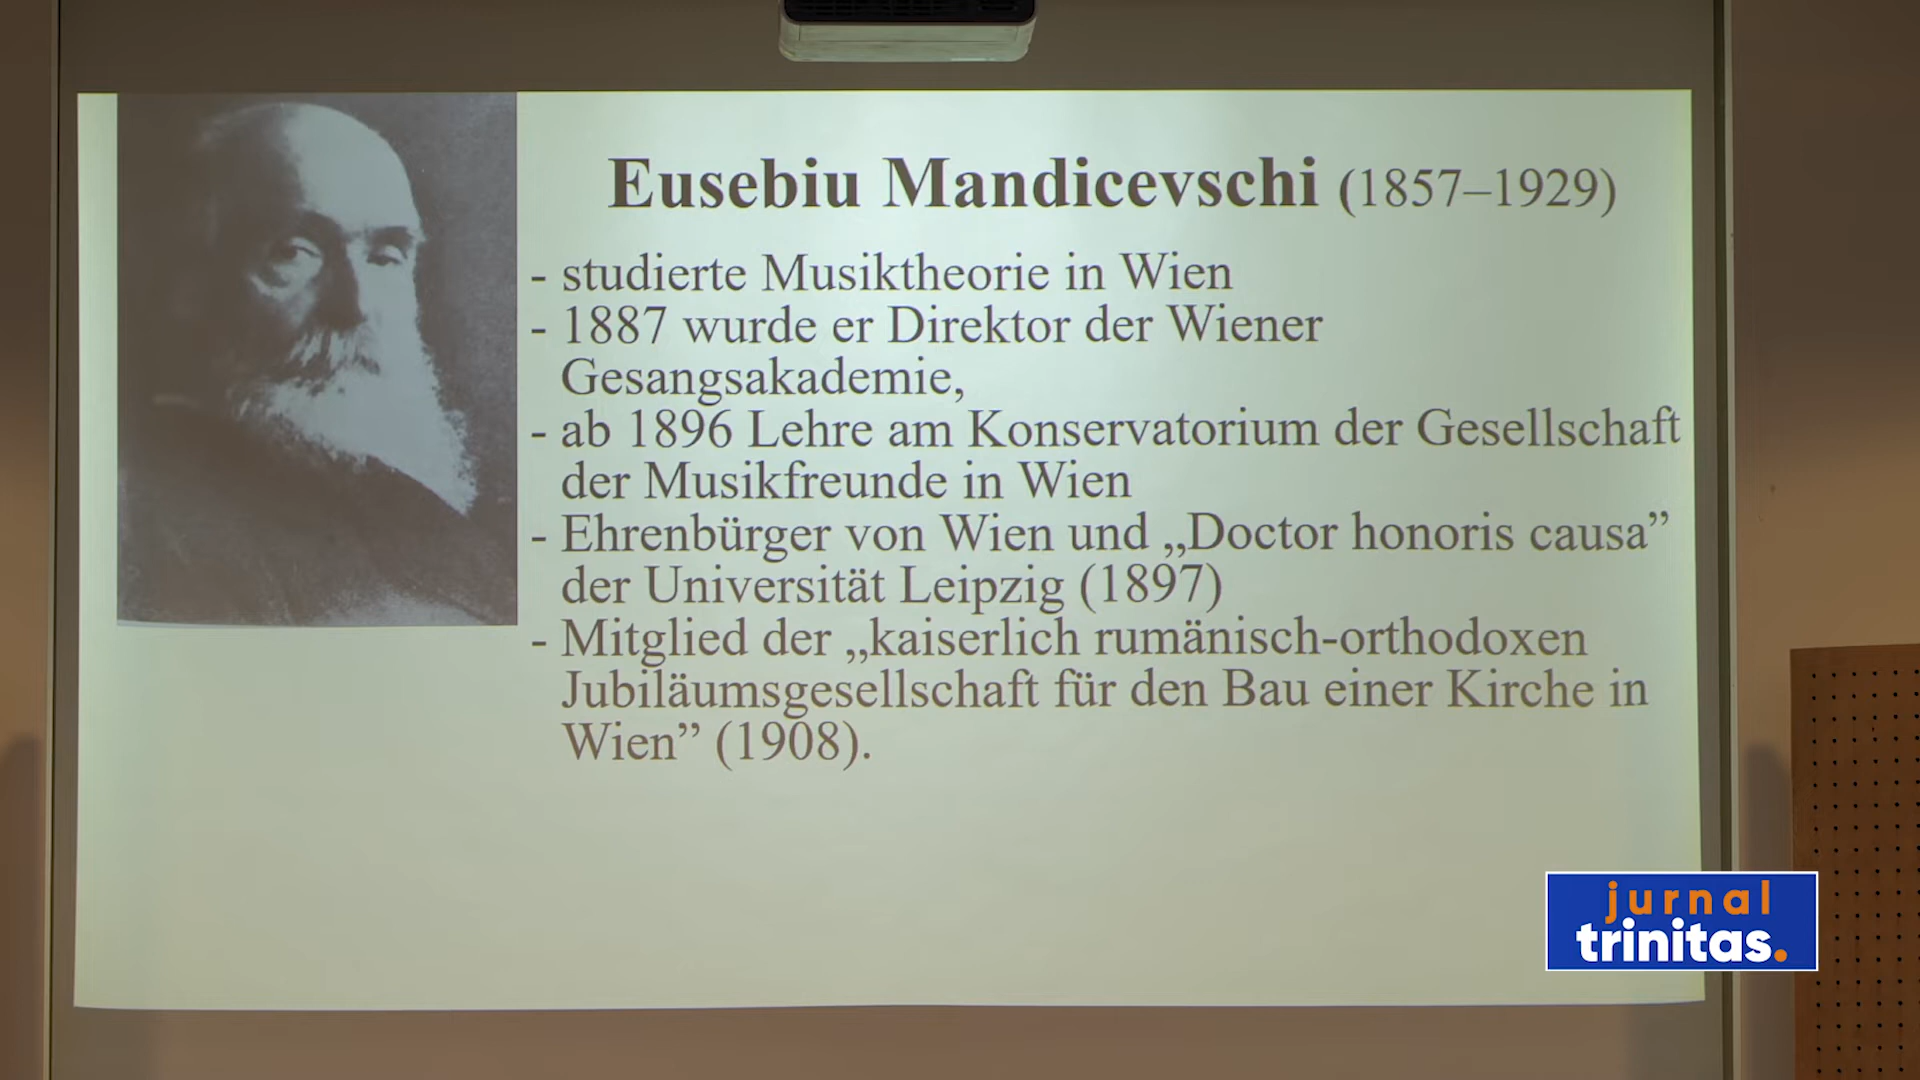 Eusebiu Mandicevschi (1857–1929)
- studierte Musiktheorie in Wien
- 1887 wurde er Direktor der Wiener
Gesangsakademie,
- ab 1896 Lehre am Konservatorium der Gesellschaft
der Musikfreunde in Wien
- Ehrenbürger von Wien und „Doctor honoris causa”
der Universität Leipzig (1897)
- Mitglied der „kaiserlich rumänisch-orthodoxen
Jubiläumsgesellschaft für den Bau einer Kirche in
Wien” (1908).
jurnal
trinitas.